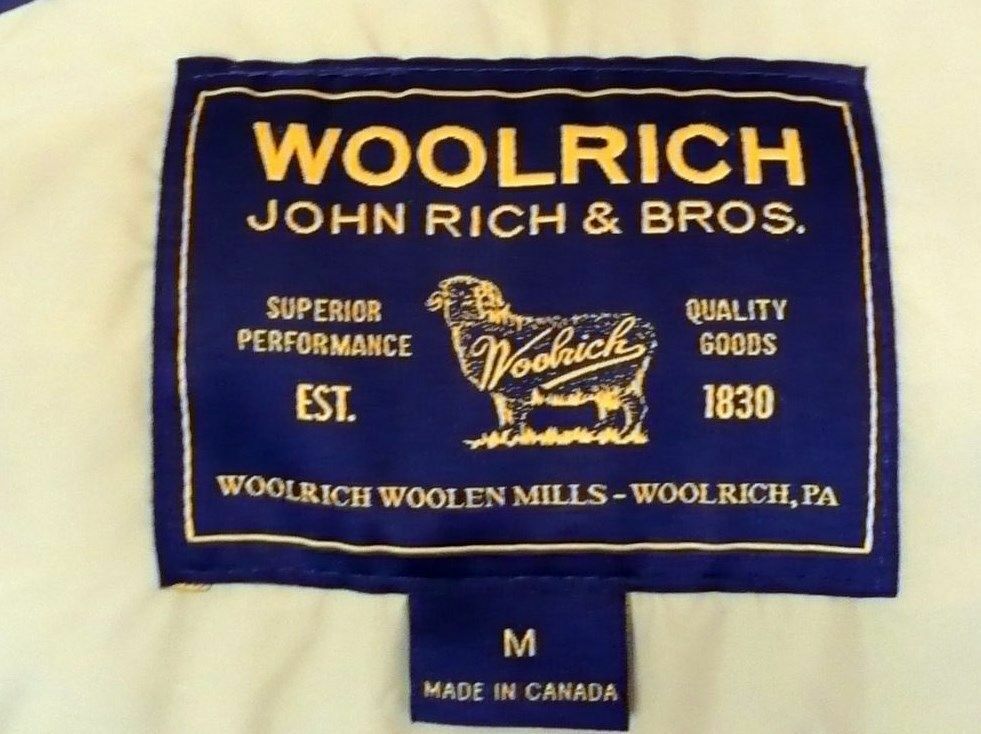 WOOLRICH
JOHN RICH & BROS.
SUPERIOR
PERFORMANCE
EST.
Woolrich
QUALITY
GOODS
1830
WOOLRICH WOOLEN MILLS - WOOLRICH, PA
M
MADE IN CANADA